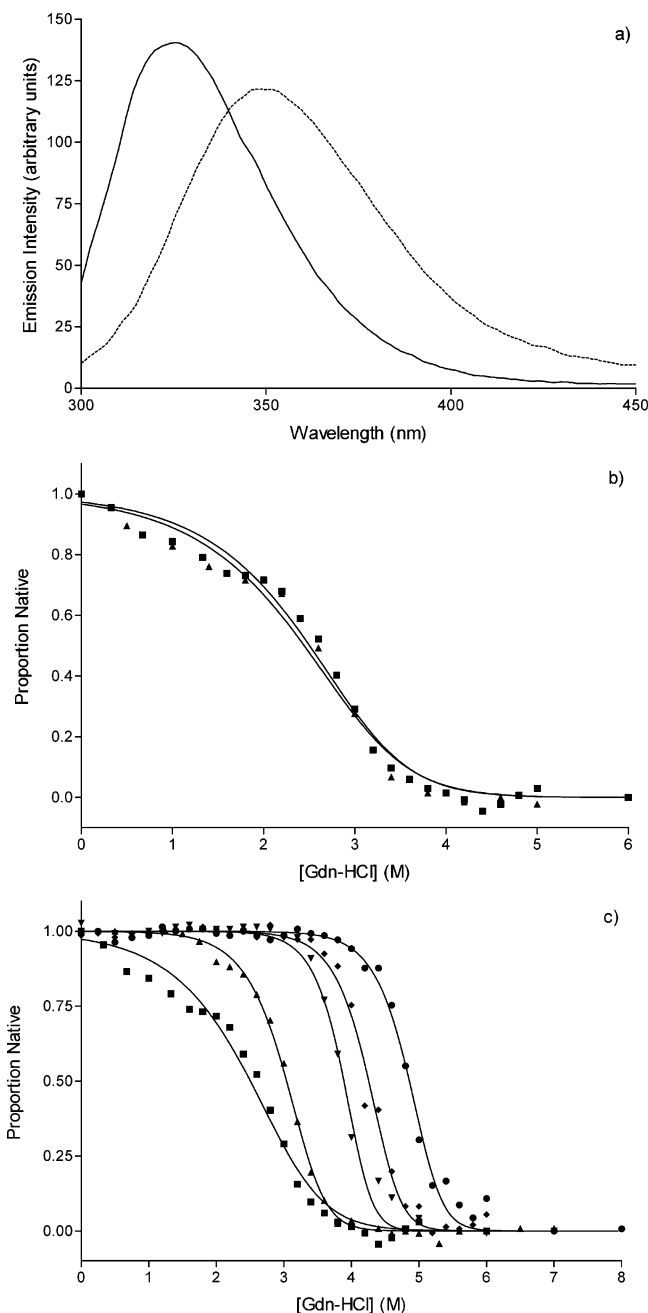 a)
150
125
100
75
50
25
0
Emission Intensity (arbitrary units)
300 350 400 450
Wavelength (nm)
b)
1.0
0.8
0.6
0.4
0.2
0.0
Proportion Native
0 1 2 3 4 5 6
[Gdn-HCl] (M)
c)
1.00
0.75
0.50
0.25
0.00
Proportion Native
0 1 2 3 4 5 6 7 8
[Gdn-HCl] (M)